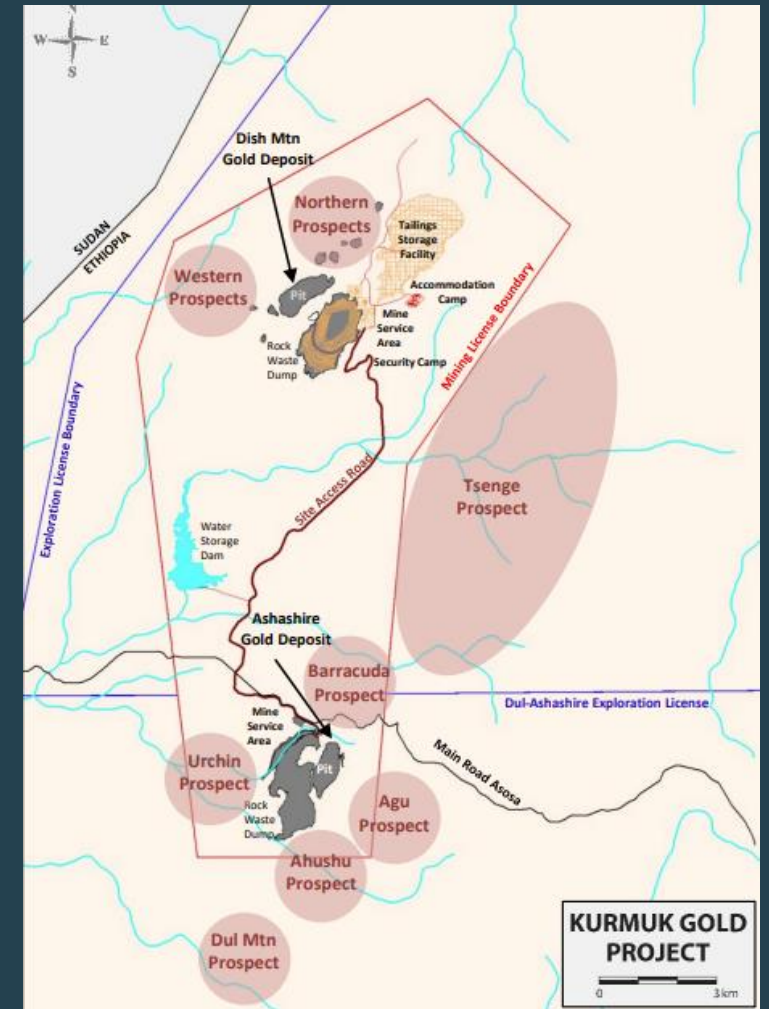 N
W
E
S
Dish Mtn
Gold Deposit
Northern
Prospects
SUDAN
ETHIOPIA
Tailings
Storage
Facility
Western
Prospects
Pit
Accommodation
Camp
Mine
Service
Area
Rock
Waste
Dump
Security Camp
Mining License Boundary
Exploration License Boundary
Site Access Road
Tsenge
Prospect
Water
Storage
Dam
Ashashire
Gold Deposit
Barracuda
Prospect
Dul-Ashashire Exploration License
Mine
Service
Area
Main Road Asosa
Urchin
Prospect
Pit
Rock
Waste
Dump
Agu
Prospect
Ahushu
Prospect
Dul Mtn
Prospect
KURMUK GOLD
PROJECT
0
3km